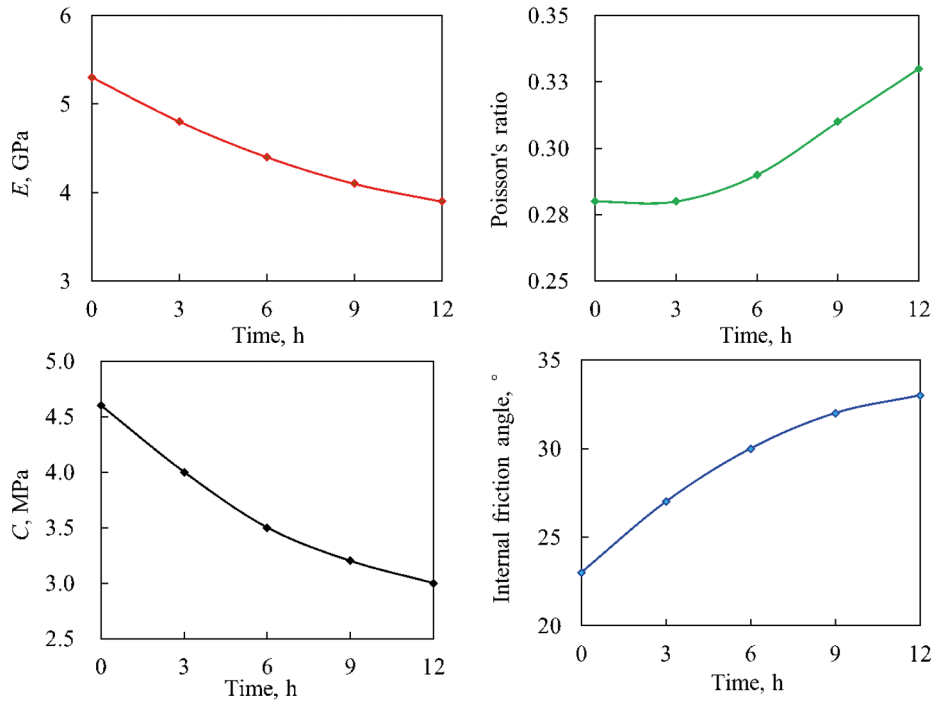 6
5
4
3
E, GPa
0 3 6 9 12
Time, h
0.35
0.33
0.30
0.28
0.25
Poisson's ratio
0 3 6 9 12
Time, h
5.0
4.5
4.0
3.5
3.0
2.5
C, MPa
0 3 6 9 12
Time, h
35
30
25
20
Internal friction angle, °
0 3 6 9 12
Time, h